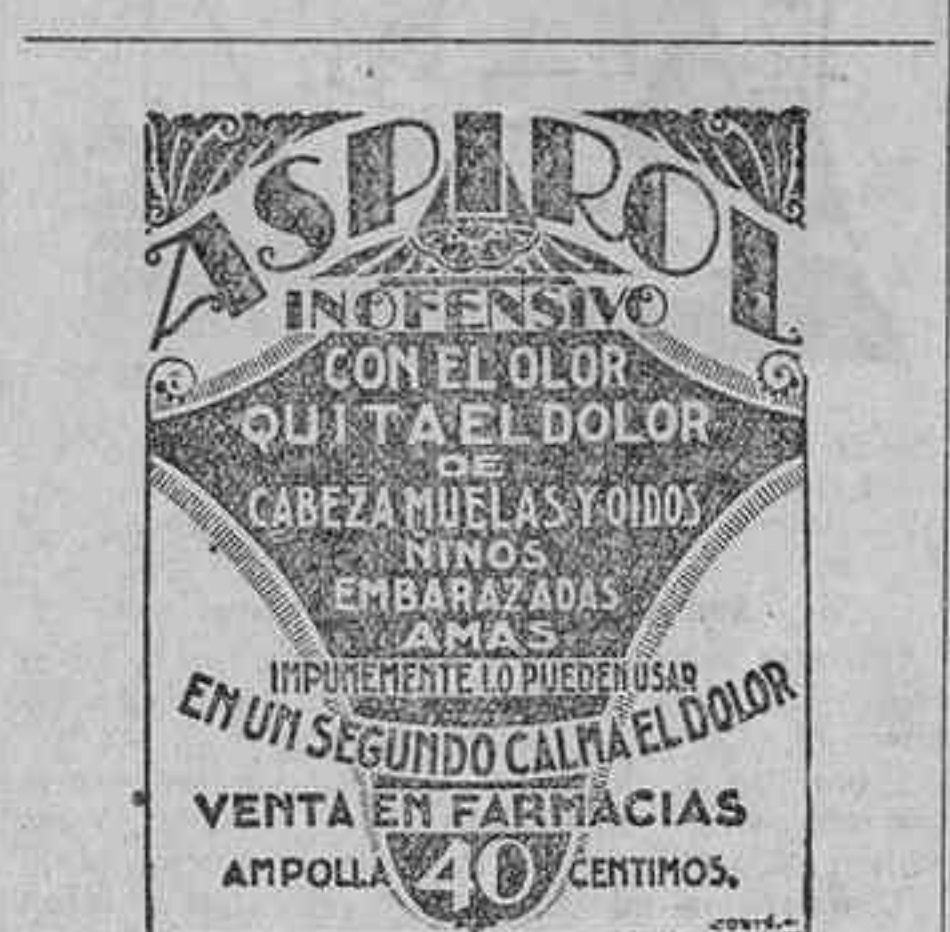 ASPIROL
INOFENSIVO
CON EL OLOR
QUITA EL DOLOR
DE
CABEZA MUELAS Y OIDOS
NIÑOS
EMBARAZADAS
AMAS
IMPUNEMENTE LO PUEDEN USAR
EN UN SEGUNDO CALMA EL DOLOR
VENTA EN FARMACIAS
AMPOLLA 40 CENTIMOS.